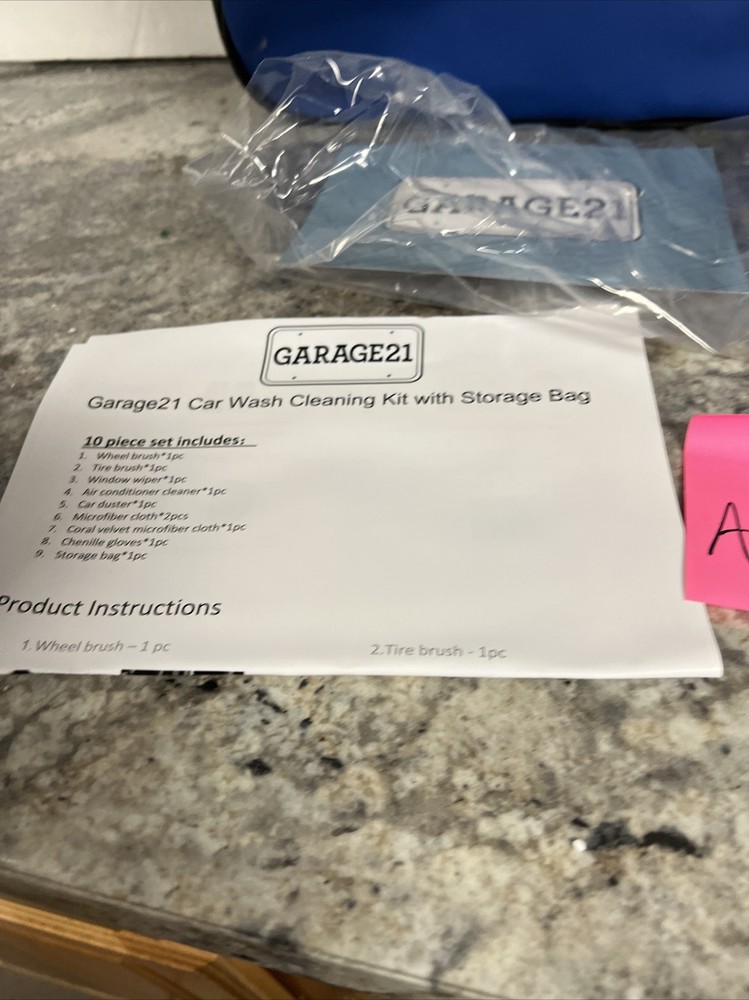 GARAGE21
GARAGE21
Garage21 Car Wash Cleaning Kit with Storage Bag
10 piece set includes:
1. Wheel brush*1pc
2. Tire brush*1pc
3. Window wiper*1pc
4. Air conditioner cleaner*1pc
5. Car duster*1pc
6. Microfiber cloth*2pcs
7. Coral velvet microfiber cloth*1pc
8. Chenille gloves*1pc
9. Storage bag*1pc
Product Instructions
1. Wheel brush – 1 pc
2.Tire brush - 1pc
A